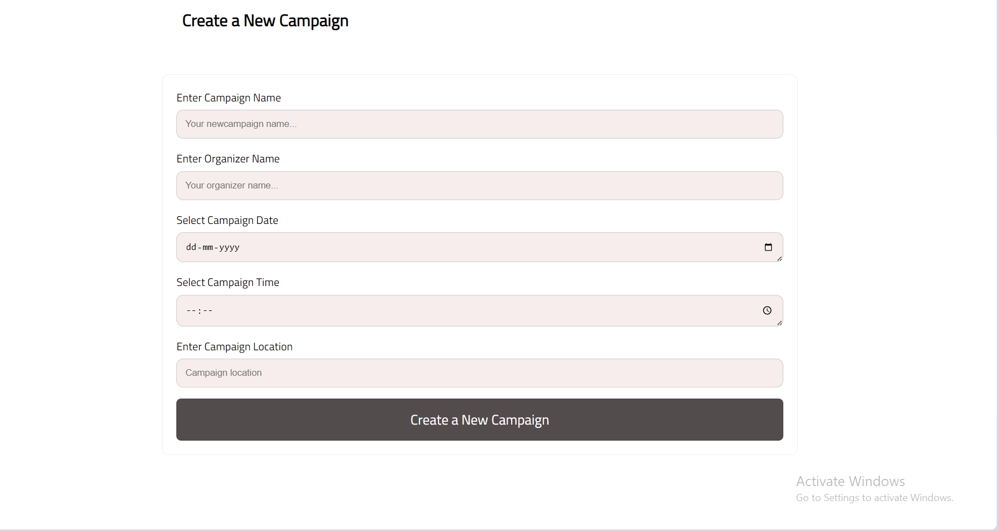 Create a New Campaign
Enter Campaign Name
Your newcampaign name...
Enter Organizer Name
Your organizer name...
Select Campaign Date
dd-mm-yyyy
Select Campaign Time
--:--
Enter Campaign Location
Campaign location
Create a New Campaign
Activate Windows
Go to Settings to activate Windows.